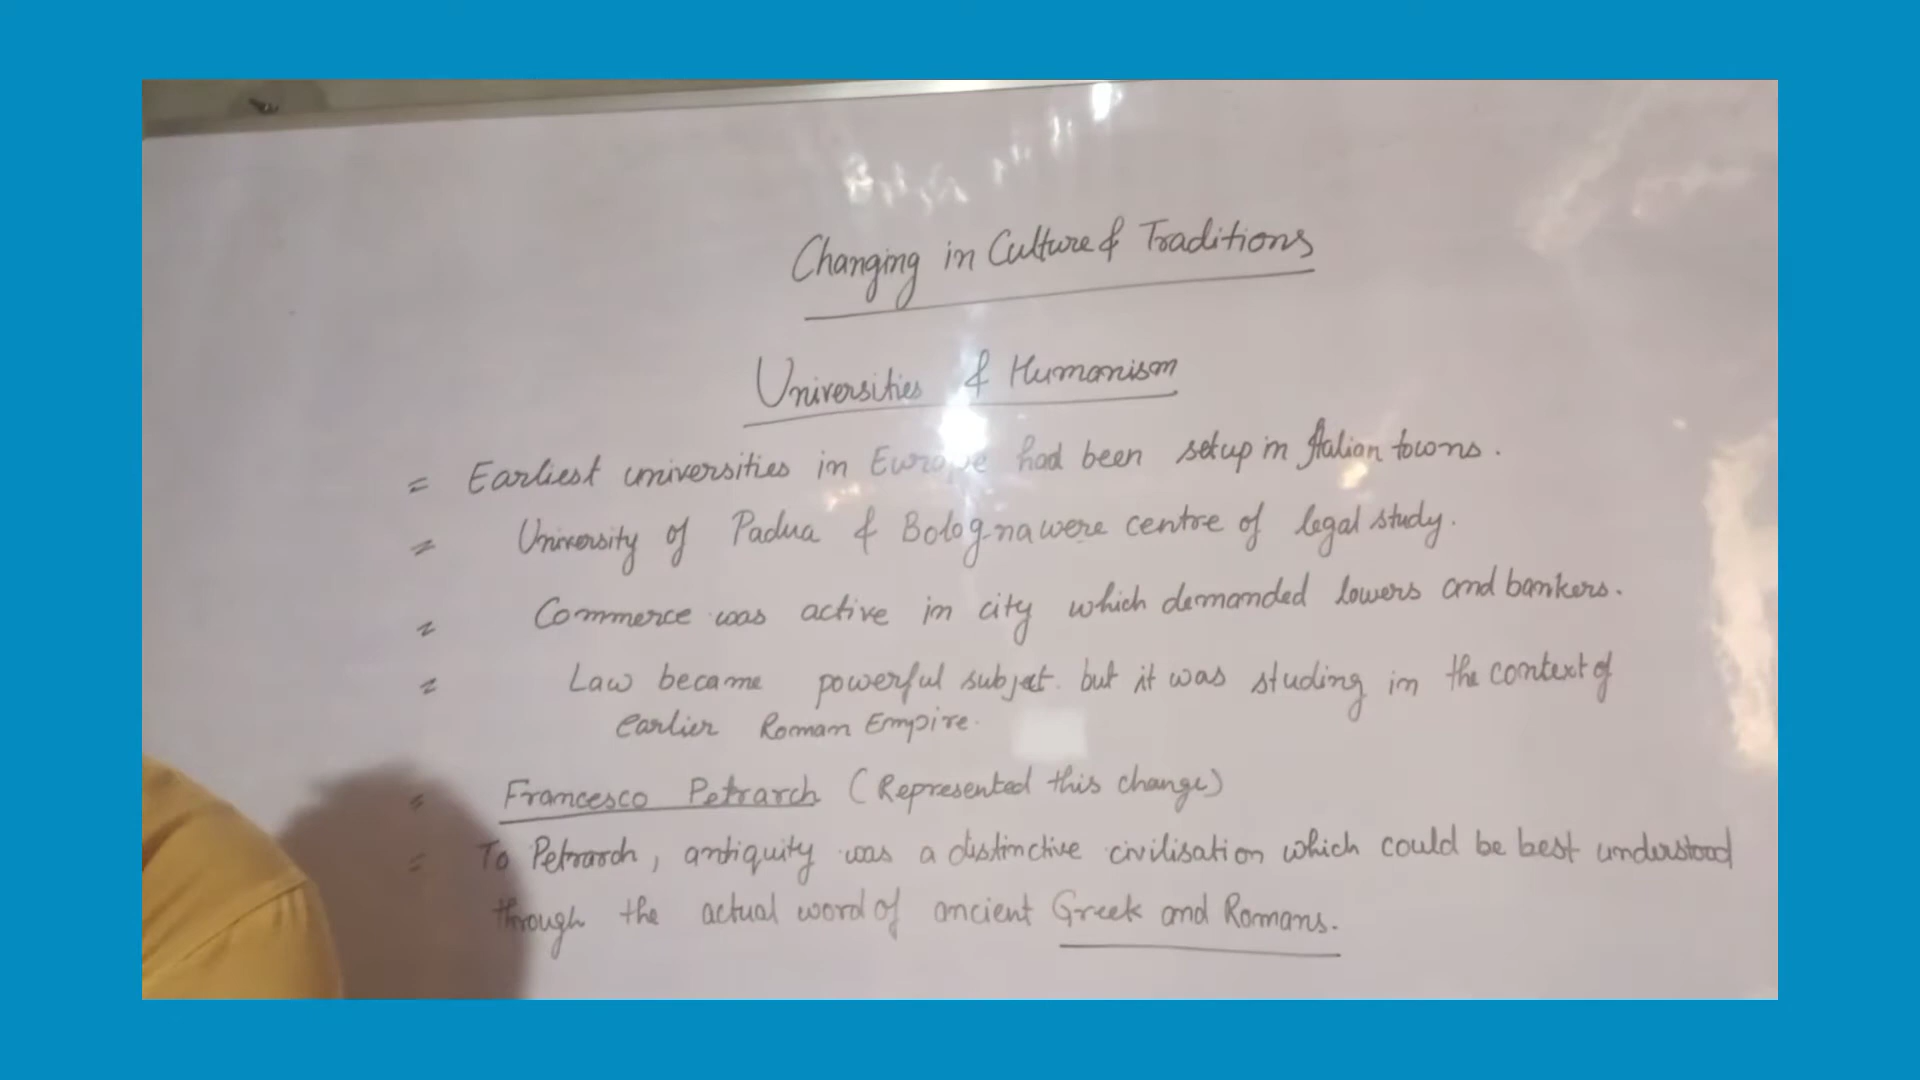 Changing in Culture & Traditions
Universities & Humanism
= Earliest universities in Europe had been setup in Italian towns.
= University of Padua & Bologna were centre of legal study.
= Commerce was active in city which demanded lowers and bankers.
= Law became powerful subject. but it was studing in the context of
earlier Roman Empire.
= Francesco Petrarch (Represented this change)
= To Petrarch, antiquity was a distinctive civilisation which could be best understood
through the actual word of ancient Greek and Romans.